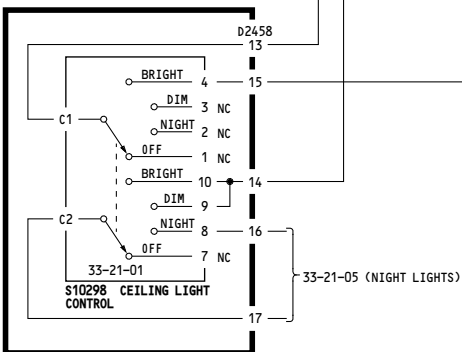 D2458
13
BRIGHT 4 15
DIM 3 NC
C1 NIGHT 2 NC
OFF 1 NC
BRIGHT 10 14
DIM 9
C2 NIGHT 8 16
OFF 7 NC
33-21-01
33-21-05 (NIGHT LIGHTS)
S10298 CEILING LIGHT
CONTROL
17